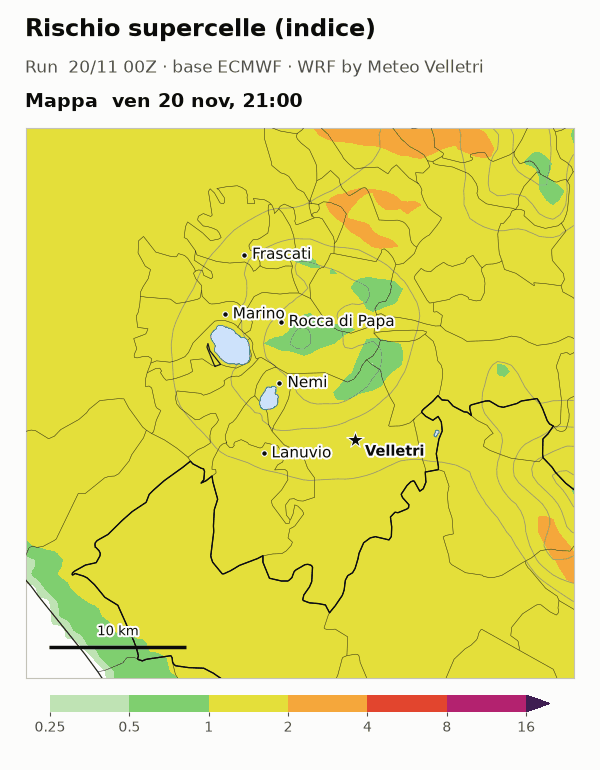 Rischio supercelle (indice)
Run  20/11 00Z · base ECMWF · WRF by Meteo Velletri
Mappa  ven 20 nov, 21:00
Frascati
Marino
Rocca di Papa
Nemi
Velletri
Lanuvio
10 km
0.25 0.5 1 2 4 8 16